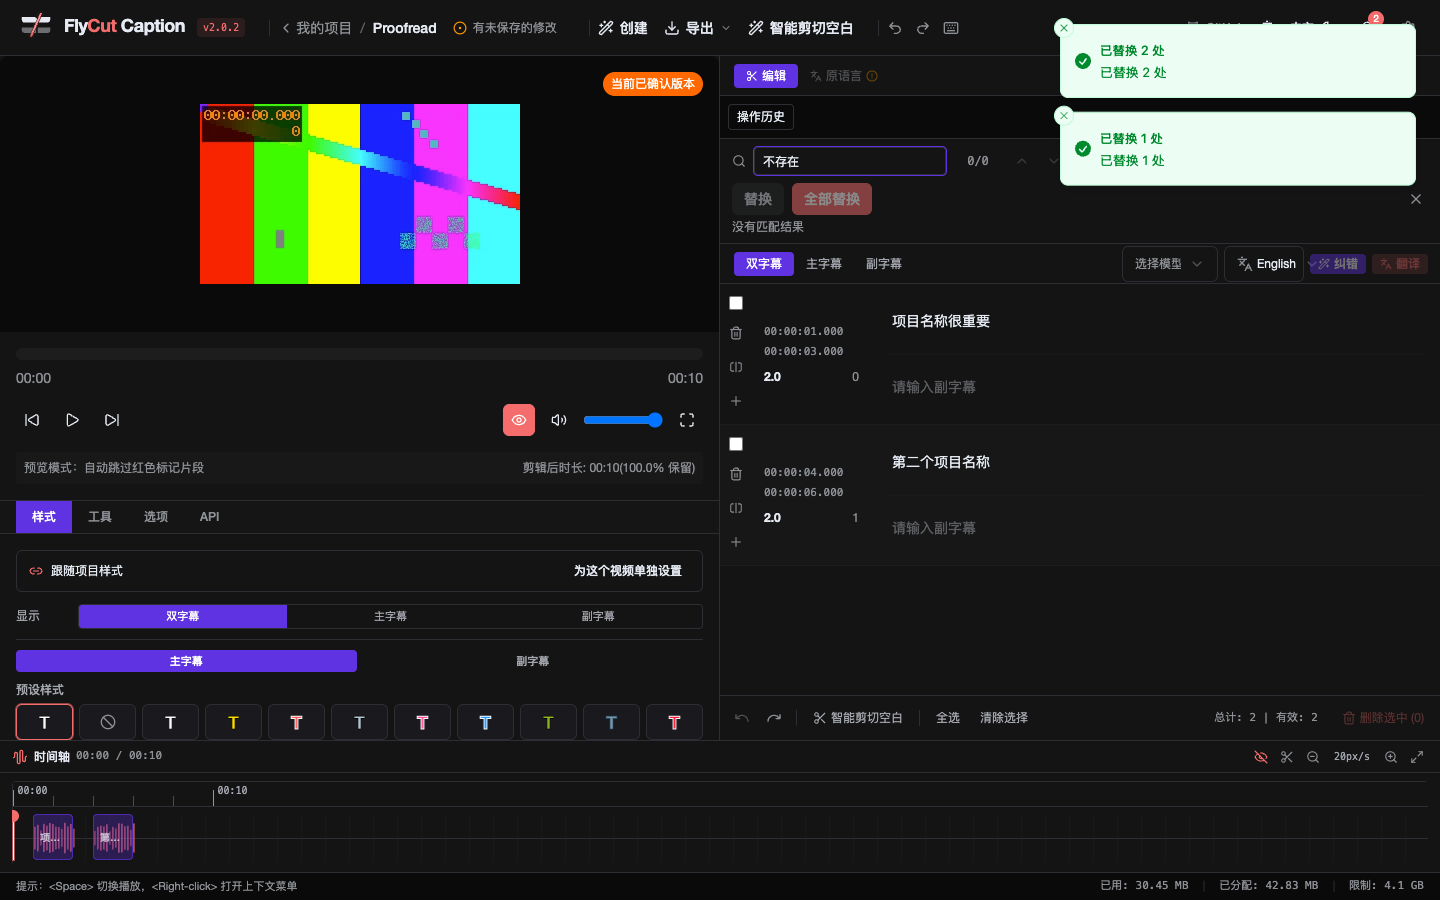 FlyCut Caption v2.0.2 我的项目 / Proofread 有未保存的修改 创建 导出 智能剪切空白 2
已替换 2 处
已替换 2 处
已替换 1 处
已替换 1 处
当前已确认版本
00:00:00.000
0
00:00 00:10
预览模式：自动跳过红色标记片段 剪辑后时长: 00:10(100.0% 保留)
样式 工具 选项 API
跟随项目样式 为这个视频单独设置
显示 双字幕 主字幕 副字幕
主字幕 副字幕
预设样式
T T T T T T T T T T
编辑 原语言
操作历史
不存在 0/0
替换 全部替换
没有匹配结果
双字幕 主字幕 副字幕 选择模型 English 纠错 翻译
00:00:01.000
00:00:03.000
2.0 0
项目名称很重要
请输入副字幕
00:00:04.000
00:00:06.000
2.0 1
第二个项目名称
请输入副字幕
智能剪切空白 全选 清除选择 总计: 2 | 有效: 2 删除选中 (0)
时间轴 00:00 / 00:10 20px/s
00:00 00:10
项... 第...
提示：<Space> 切换播放，<Right-click> 打开上下文菜单 已用: 30.45 MB 已分配: 42.83 MB 限制: 4.1 GB